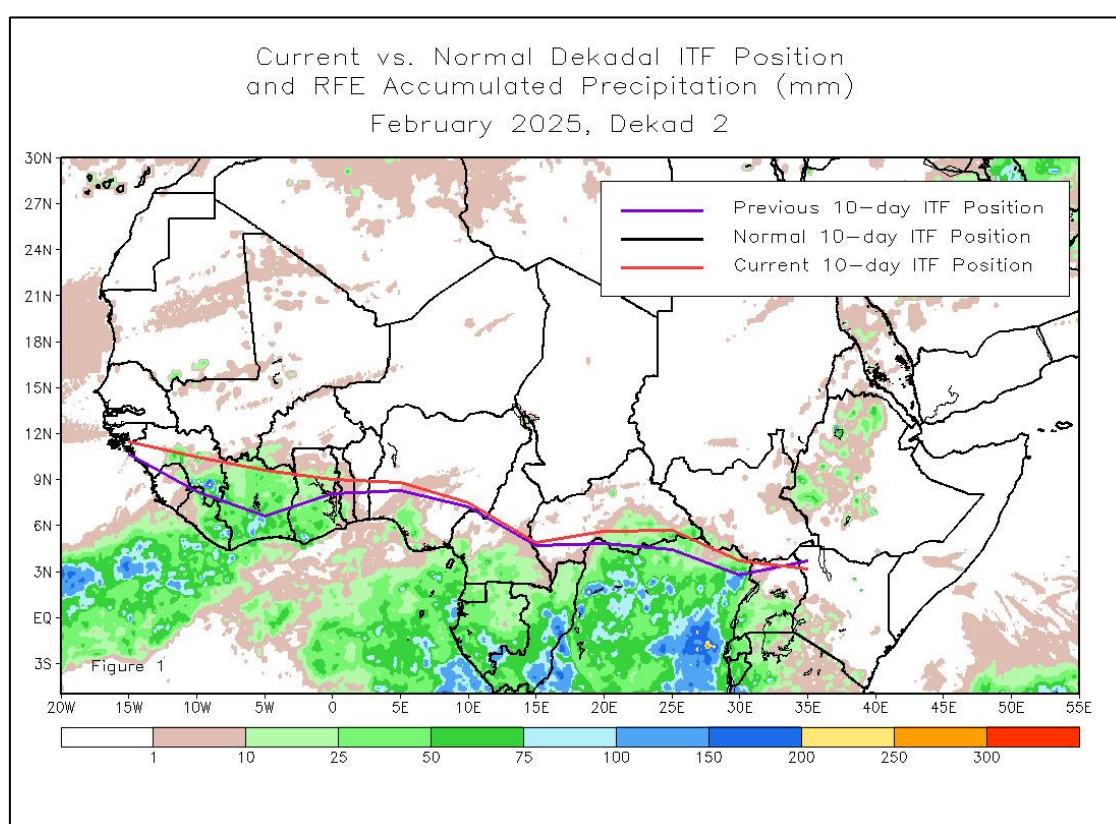 Current vs. Normal Dekadal ITF Position
and RFE Accumulated Precipitation (mm)
February 2025, Dekad 2
30N
27N
24N
21N
18N
15N
12N
9N
6N
3N
EQ
3S
Previous 10-day ITF Position
Normal 10-day ITF Position
Current 10-day ITF Position
Figure 1
20W 15W 10W 5W 0 5E 10E 15E 20E 25E 30E 35E 40E 45E 50E 55E
1 10 25 50 75 100 150 200 250 300